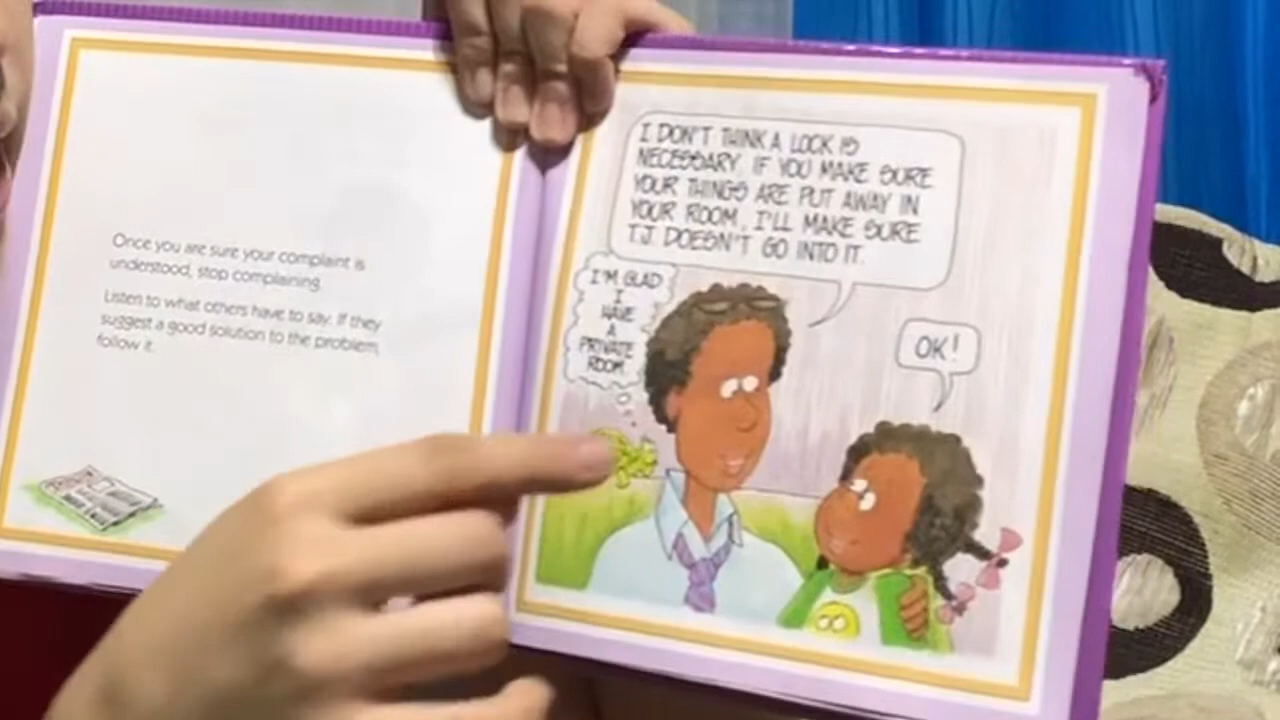 Once you are sure your complaint is
understood, stop complaining.
Listen to what others have to say. If they
suggest a good solution to the problem,
follow it.
I DON'T THINK A LOCK IS
NECESSARY. IF YOU MAKE SURE
YOUR THINGS ARE PUT AWAY IN
YOUR ROOM, I'LL MAKE SURE
T.J. DOESN'T GO INTO IT.
I'M GLAD
I
HAVE
A
PRIVATE
ROOM.
OK!